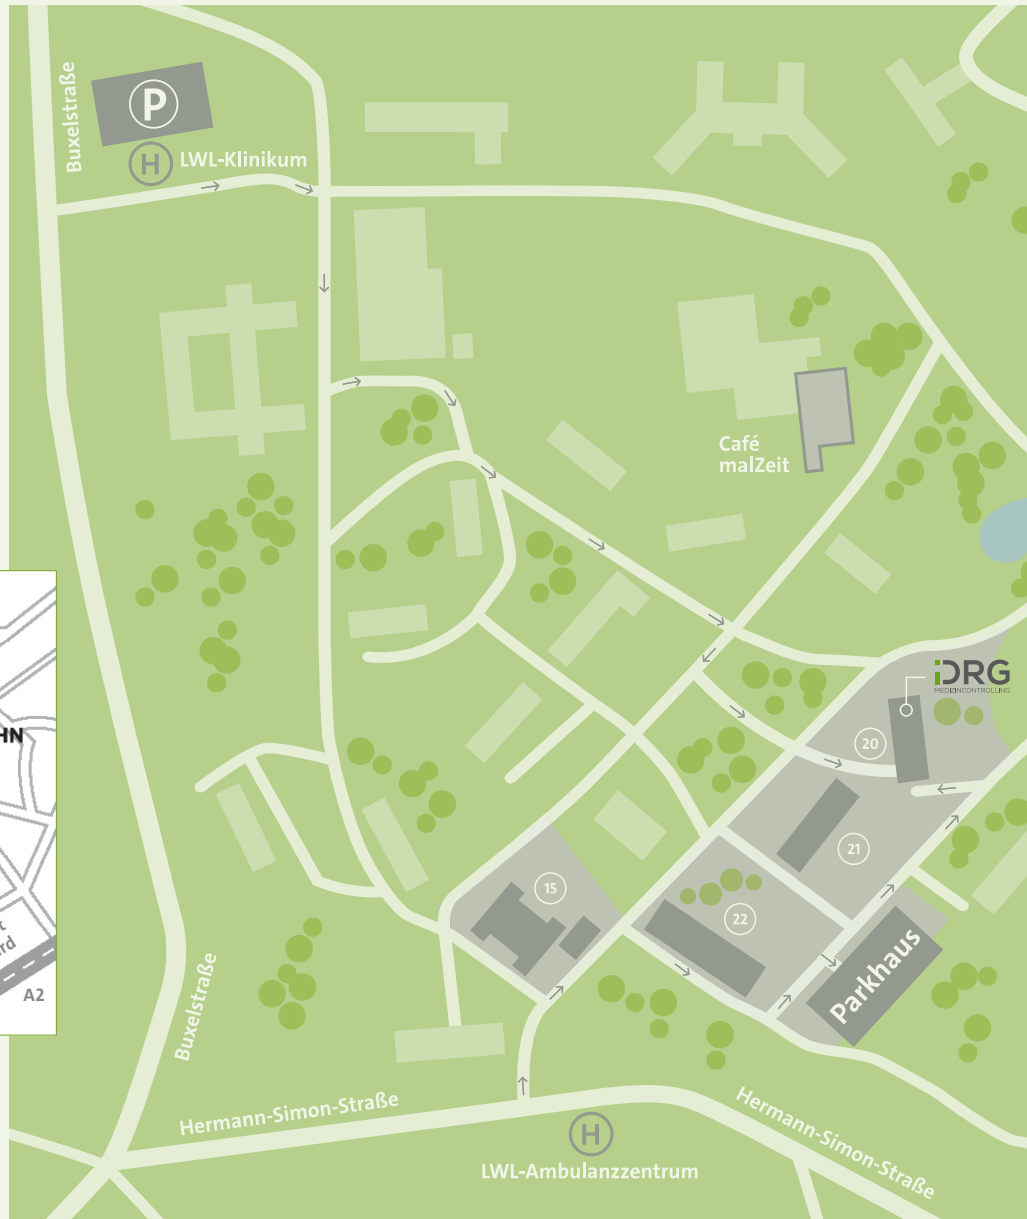 Buxelstraße
P
H
LWL-Klinikum
Café
malZeit
iDRG
MEDIZINCONTROLLING
20
21
15
22
Parkhaus
HN
t
rd
A2
Buxelstraße
Hermann-Simon-Straße
H
LWL-Ambulanzzentrum
Hermann-Simon-Straße